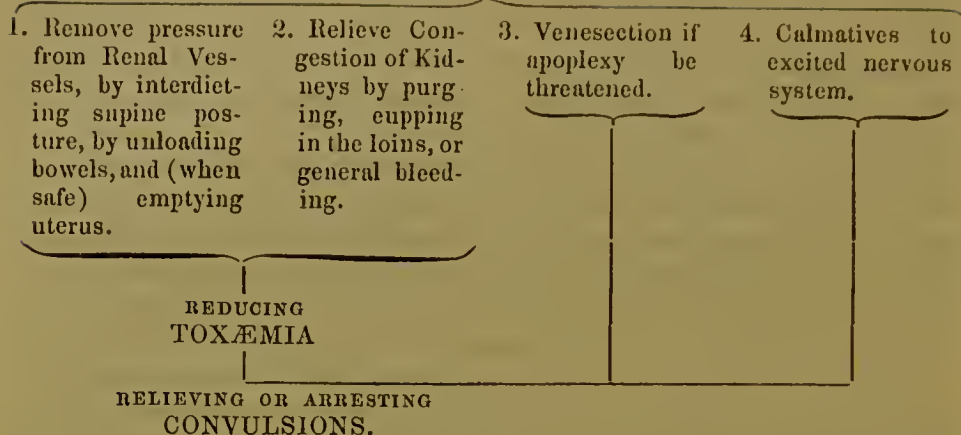 1. Remove pressure
from Renal Ves-
sels, by interdict-
ing supine pos-
ture, by unloading
bowels, and (when
safe) emptying
uterus.
2. Relieve Con-
gestion of Kid-
neys by purg-
ing, cupping
in the loins, or
general bleed-
ing.
3. Venesection if
apoplexy be
threatened.
4. Calmatives to
excited nervous
system.
REDUCING
TOXÆMIA
RELIEVING OR ARRESTING
CONVULSIONS.